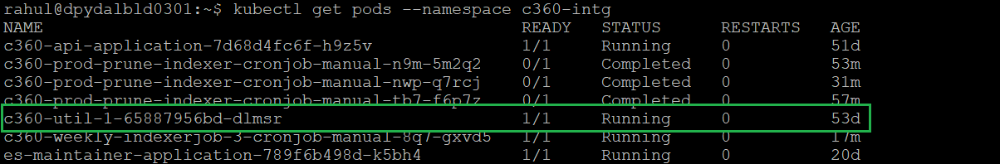 rahul@dpydalbld0301:~$ kubectl get pods --namespace c360-intg
NAME READY STATUS RESTARTS AGE
c360-api-application-7d68d4fc6f-h9z5v 1/1 Running 0 51d
c360-prod-prune-indexer-cronjob-manual-n9m-5m2q2 0/1 Completed 0 53m
c360-prod-prune-indexer-cronjob-manual-nwp-q7rcj 0/1 Completed 0 31m
c360-prod-prune-indexer-cronjob-manual-tb7-f6p7z 0/1 Completed 0 57m
c360-util-1-65887956bd-dlmsr 1/1 Running 0 53d
c360-weekly-indexerjob-3-cronjob-manual-8q7-gxvd5 1/1 Running 0 17m
es-maintainer-application-789f6b498d-k5bh4 1/1 Running 0 20d